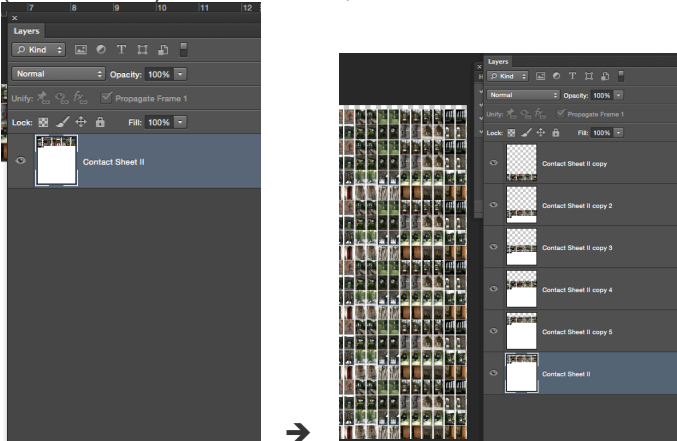 7 8 9 10 11 12
Layers
Kind
Normal Opacity: 100%
Unify: Propagate Frame 1
Lock: Fill: 100%
Contact Sheet II
Layers
Kind
Normal Opacity: 100%
Unify: Propagate Frame 1
Lock: Fill: 100%
Contact Sheet II copy
Contact Sheet II copy 2
Contact Sheet II copy 3
Contact Sheet II copy 4
Contact Sheet II copy 5
Contact Sheet II